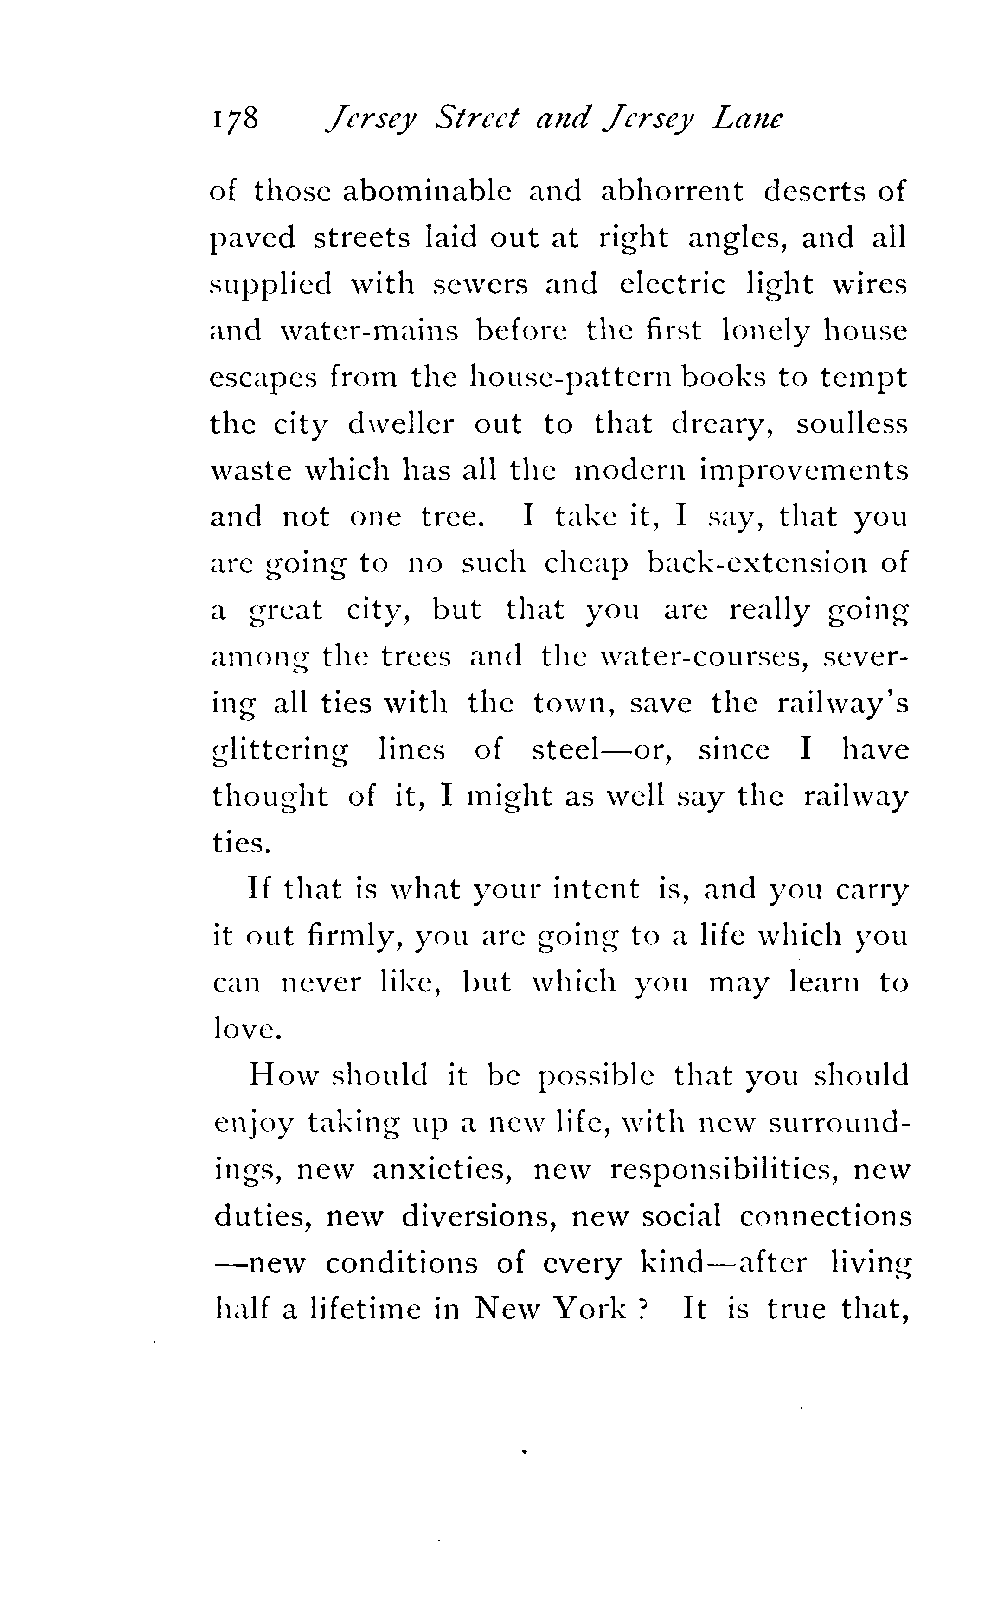 178 Jersey Street and Jersey Lane
of those abominable and abhorrent deserts of
paved streets laid out at right angles, and all
supplied with sewers and electric light wires
and water-mains before the first lonely house
escapes from the house-pattern books to tempt
the city dweller out to that dreary, soulless
waste which has all the modern improvements
and not one tree. I take it, I say, that you
are going to no such cheap back-extension of
a great city, but that you are really going
among the trees and the water-courses, sever-
ing all ties with the town, save the railway's
glittering lines of steel—or, since I have
thought of it, I might as well say the railway
ties.
If that is what your intent is, and you carry
it out firmly, you are going to a life which you
can never like, but which you may learn to
love.
How should it be possible that you should
enjoy taking up a new life, with new surround-
ings, new anxieties, new responsibilities, new
duties, new diversions, new social connections
—new conditions of every kind—after living
half a lifetime in New York ? It is true that,